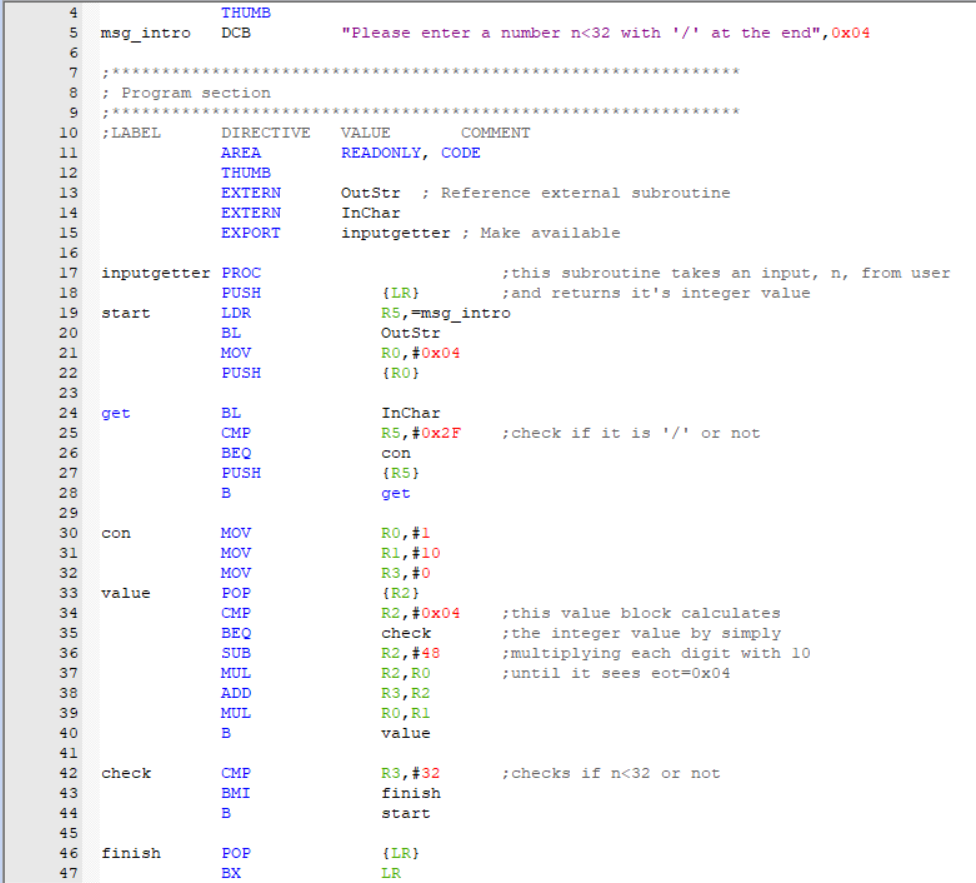 4 THUMB
5 msg_intro DCB "Please enter a number n<32 with '/' at the end",0x04
6
7 ;***************************************************************
8 ; Program section
9 ;***************************************************************
10 ;LABEL DIRECTIVE VALUE COMMENT
11 AREA READONLY, CODE
12 THUMB
13 EXTERN OutStr ; Reference external subroutine
14 EXTERN InChar
15 EXPORT inputgetter ; Make available
16
17 inputgetter PROC ;this subroutine takes an input, n, from user
18 PUSH {LR} ;and returns it's integer value
19 start LDR R5,=msg_intro
20 BL OutStr
21 MOV R0,#0x04
22 PUSH {R0}
23
24 get BL InChar
25 CMP R5,#0x2F ;check if it is '/' or not
26 BEQ con
27 PUSH {R5}
28 B get
29
30 con MOV R0,#1
31 MOV R1,#10
32 MOV R3,#0
33 value POP {R2}
34 CMP R2,#0x04 ;this value block calculates
35 BEQ check ;the integer value by simply
36 SUB R2,#48 ;multiplying each digit with 10
37 MUL R2,R0 ;until it sees eot=0x04
38 ADD R3,R2
39 MUL R0,R1
40 B value
41
42 check CMP R3,#32 ;checks if n<32 or not
43 BMI finish
44 B start
45
46 finish POP {LR}
47 BX LR